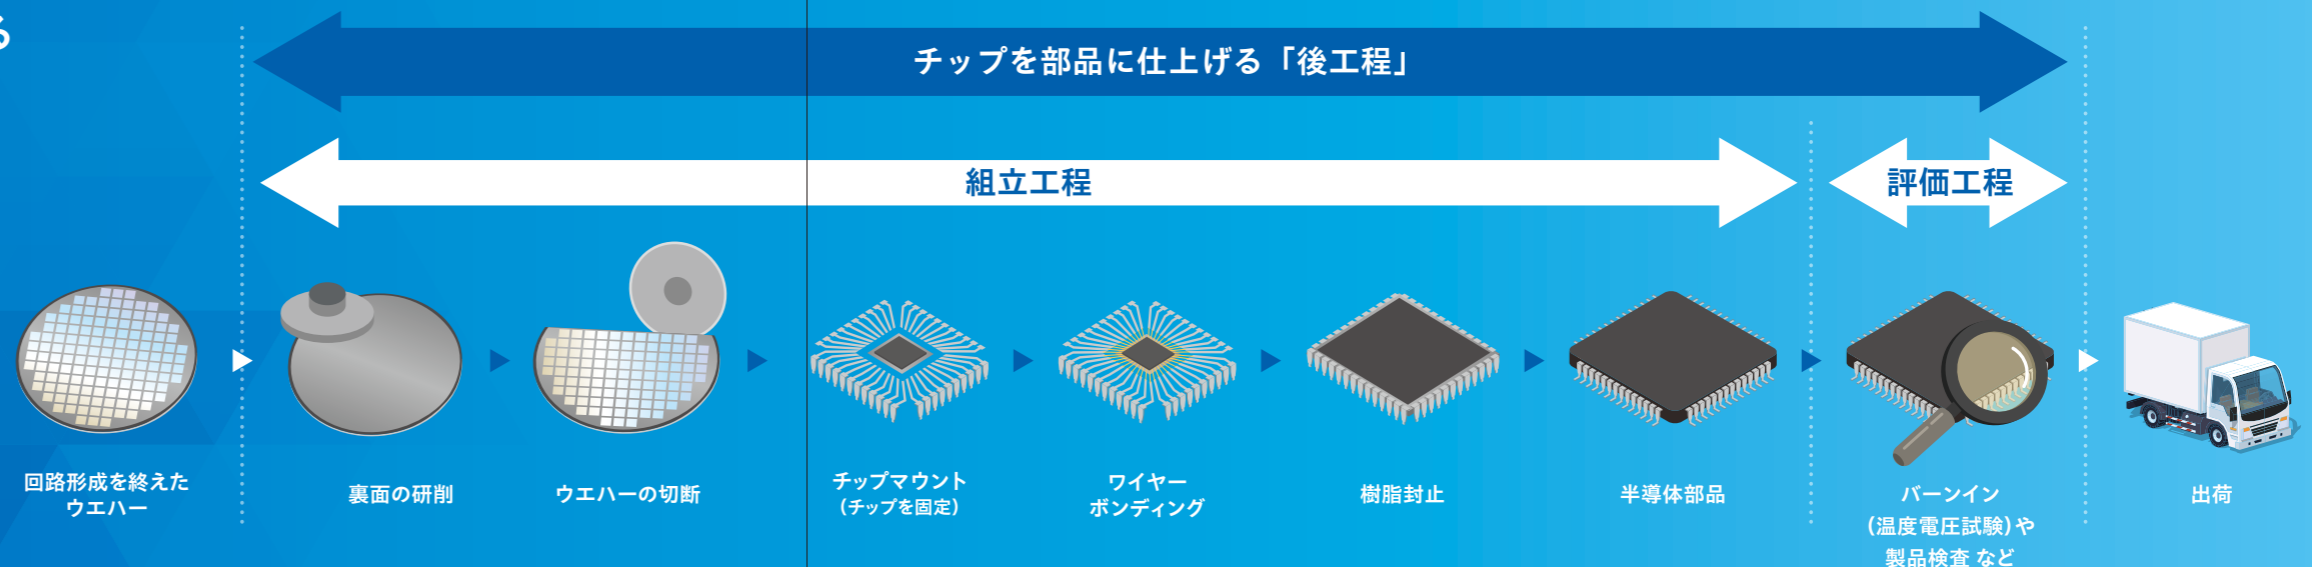 る
チップを部品に仕上げる「後工程」
組立工程
評価工程
回路形成を終えた
ウエハー
裏面の研削
ウエハーの切断
チップマウント
（チップを固定）
ワイヤー
ボンディング
樹脂封止
半導体部品
バーンイン
（温度電圧試験）や
製品検査 など
出荷